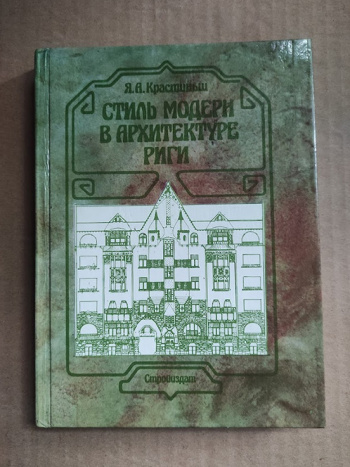 Я. А. Крастиньш
СТИЛЬ МОДЕРН
В АРХИТЕКТУРЕ
РИГИ
Стройиздат